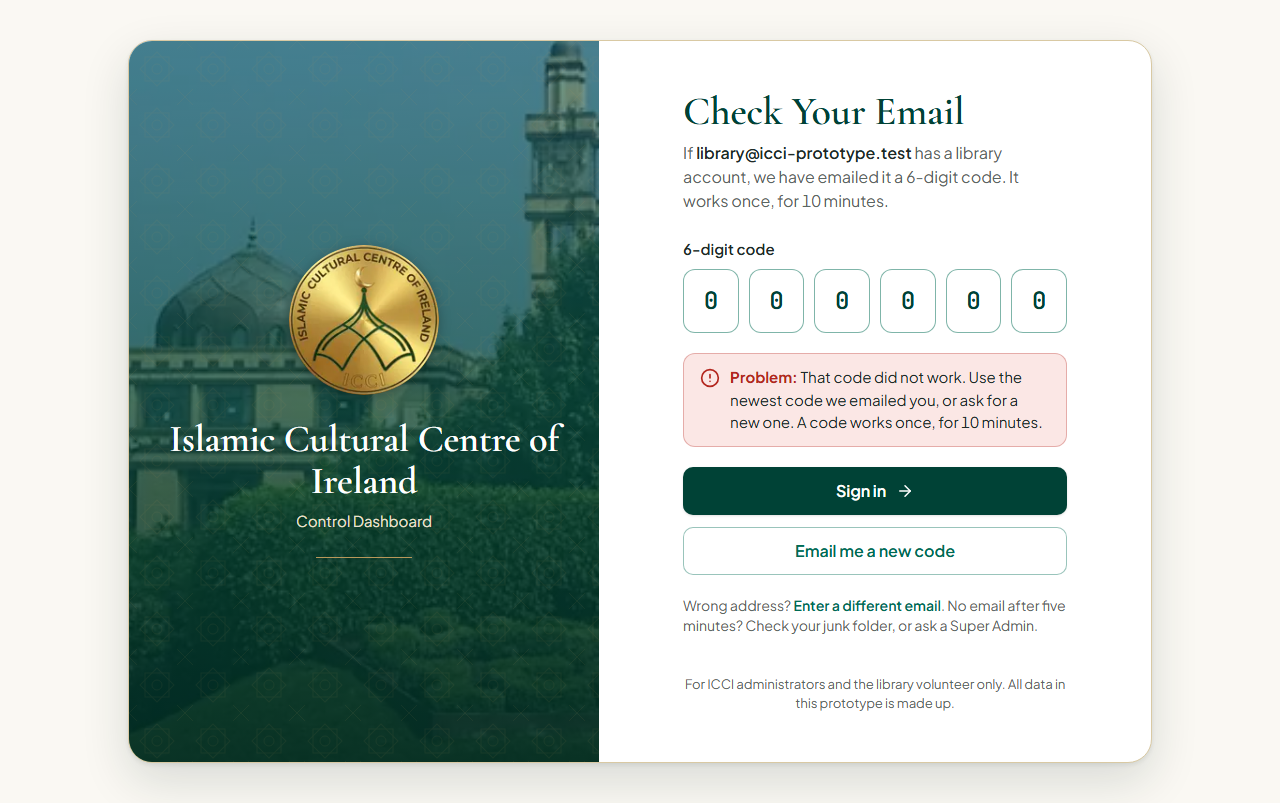 ISLAMIC CULTURAL CENTRE OF IRELAND
ICCI
Islamic Cultural Centre of
Ireland
Control Dashboard
Check Your Email
If library@icci-prototype.test has a library
account, we have emailed it a 6-digit code. It
works once, for 10 minutes.
6-digit code
0 0 0 0 0 0
Problem: That code did not work. Use the
newest code we emailed you, or ask for a
new one. A code works once, for 10 minutes.
Sign in →
Email me a new code
Wrong address? Enter a different email. No email after five
minutes? Check your junk folder, or ask a Super Admin.
For ICCI administrators and the library volunteer only. All data in
this prototype is made up.